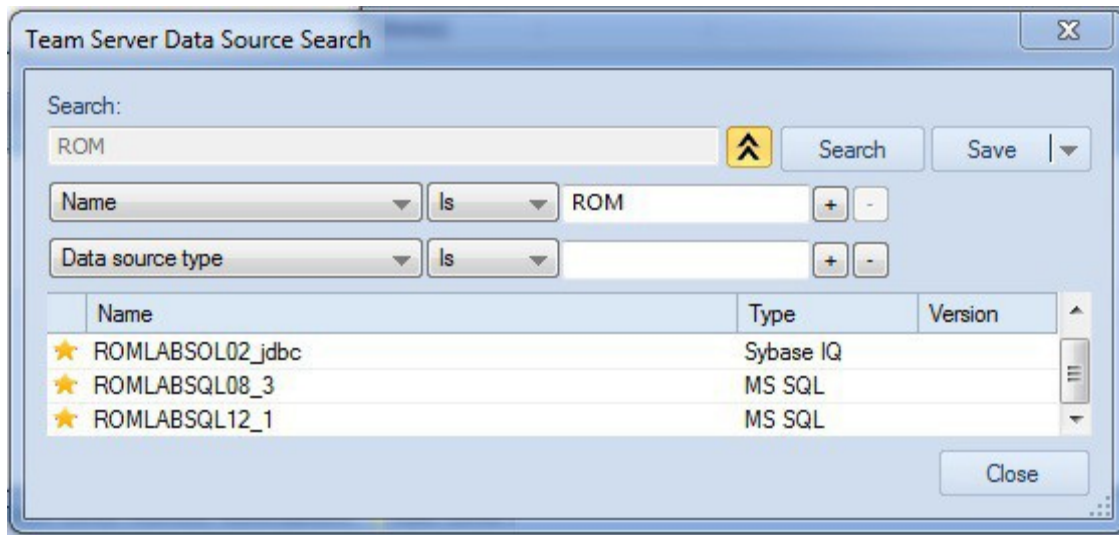 Team Server Data Source Search
Search:
ROM
Search
Save
Name Is ROM + -
Data source type Is + -
Name Type Version
ROMLABSOL02_jdbc Sybase IQ
ROMLABSQL08_3 MS SQL
ROMLABSQL12_1 MS SQL
Close